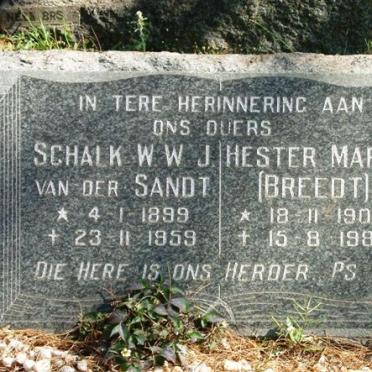 IN TERE HERINNERING AAN
ONS OUERS
SCHALK W.W.J.
VAN DER SANDT
★ 4-1-1899
+ 23-11-1959
HESTER
(BREEDT)
★ 18-11
+ 15-8
DIE HERE IS ONS HERDER. PS